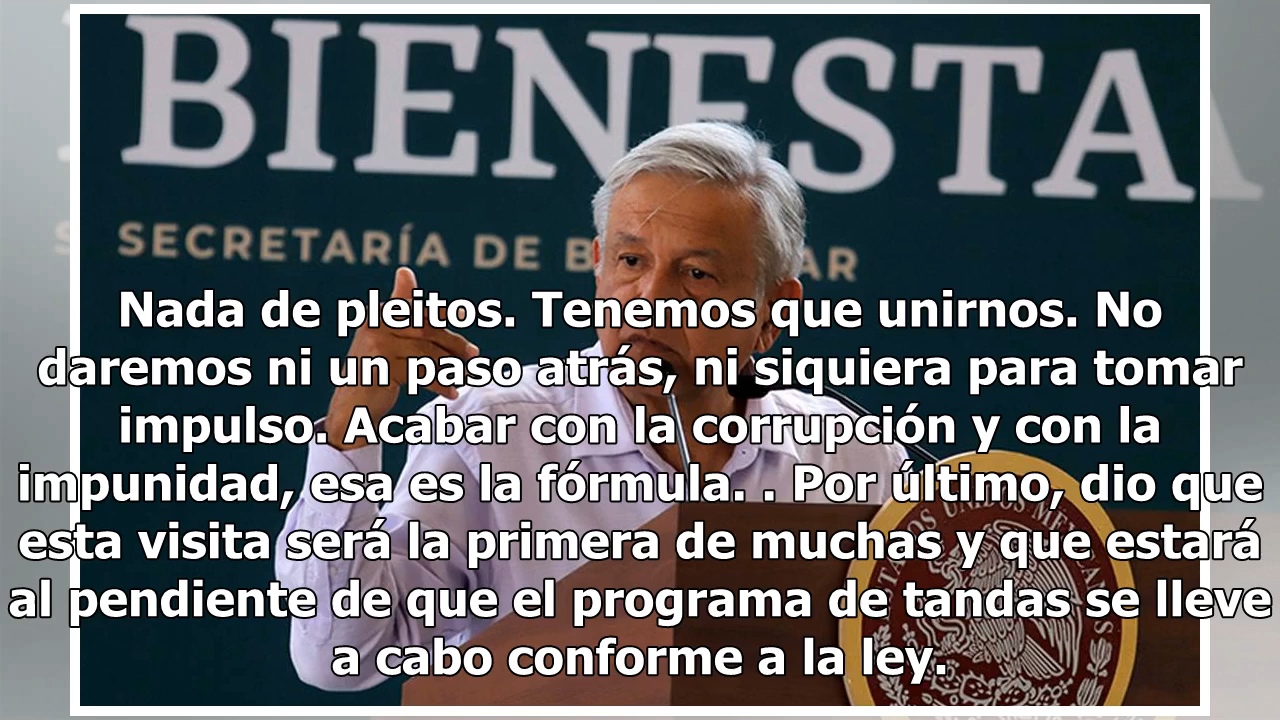 BIENESTA
SECRETARÍA DE B AR
Nada de pleitos. Tenemos que unirnos. No
daremos ni un paso atrás, ni siquiera para tomar
impulso. Acabar con la corrupción y con la
impunidad, esa es la fórmula. . Por último, dio que
esta visita será la primera de muchas y que estará
al pendiente de que el programa de tandas se lleve
a cabo conforme a la ley.